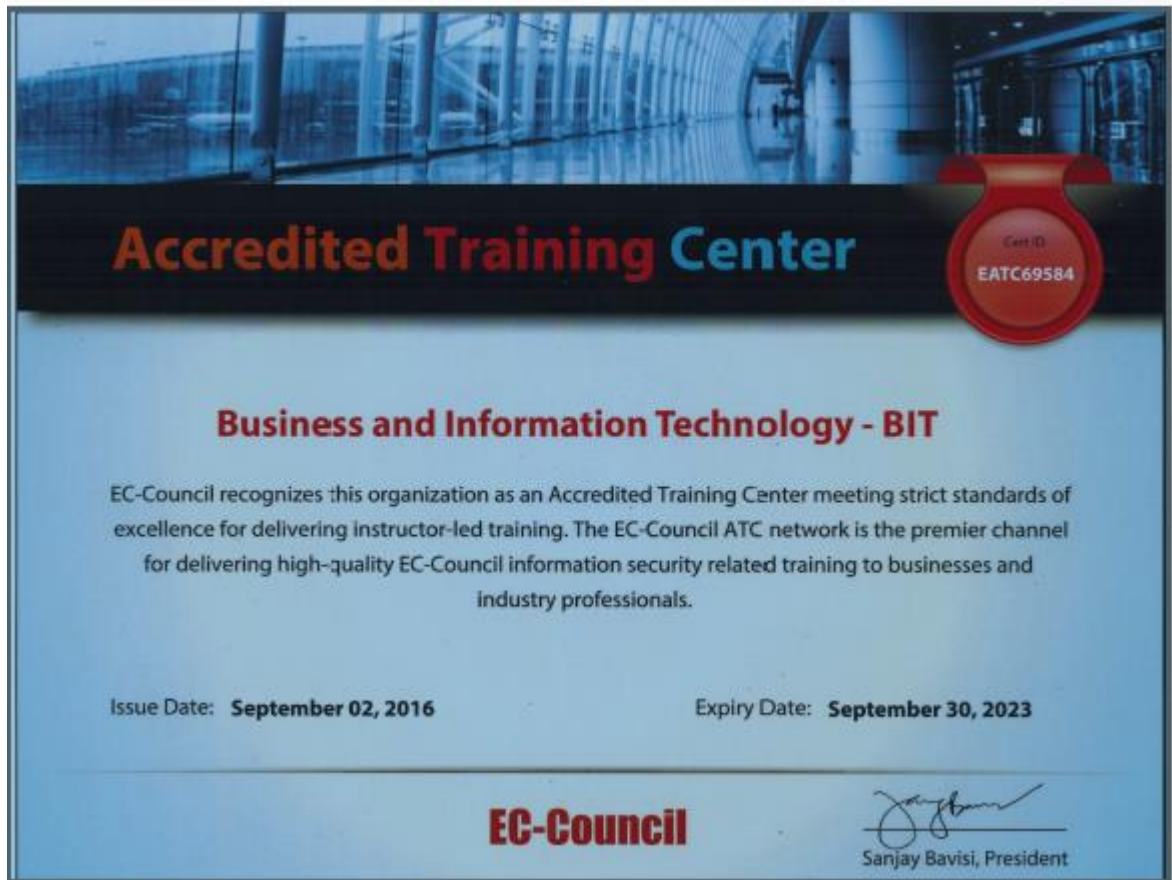 Accredited Training Center
Cert ID
EATC69584
Business and Information Technology - BIT
EC-Council recognizes this organization as an Accredited Training Center meeting strict standards of
excellence for delivering instructor-led training. The EC-Council ATC network is the premier channel
for delivering high-quality EC-Council information security related training to businesses and
industry professionals.
Issue Date: September 02, 2016
Expiry Date: September 30, 2023
EC-Council
Sanjay Bavisi, President